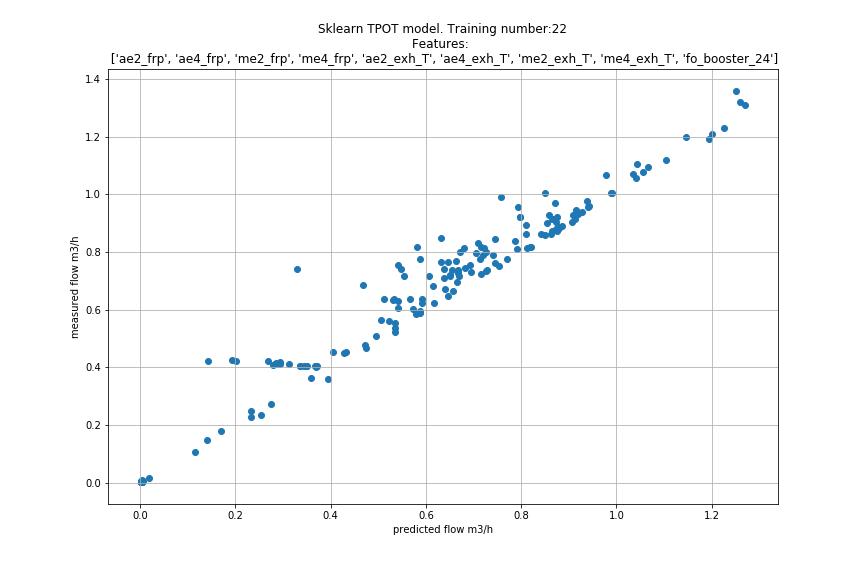 Sklearn TPOT model. Training number:22
Features:
['ae2_frp', 'ae4_frp', 'me2_frp', 'me4_frp', 'ae2_exh_T', 'ae4_exh_T', 'me2_exh_T', 'me4_exh_T', 'fo_booster_24']
1.4
1.2
1.0
0.8
0.6
0.4
0.2
0.0
measured flow m3/h
0.0 0.2 0.4 0.6 0.8 1.0 1.2
predicted flow m3/h